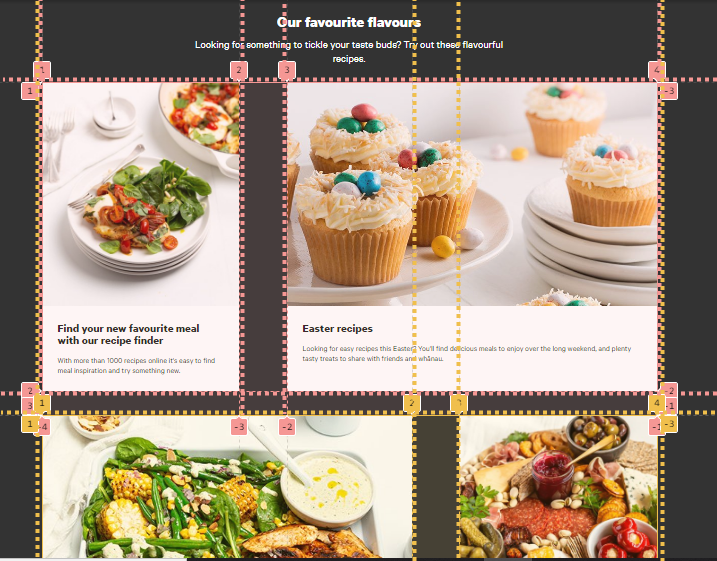 Our favourite flavours
Looking for something to tickle your taste buds? Try out these flavourful
recipes.
1 2 3 4
1 -3
Find your new favourite meal
with our recipe finder
With more than 1000 recipes online it's easy to find
meal inspiration and try something new.
Easter recipes
Looking for easy recipes this Easter? You'll find delicious meals to enjoy over the long weekend, and plenty
tasty treats to share with friends and whānau.
2 -2
3 1 2 3 4 -1
1 -4 -3 -2 -3